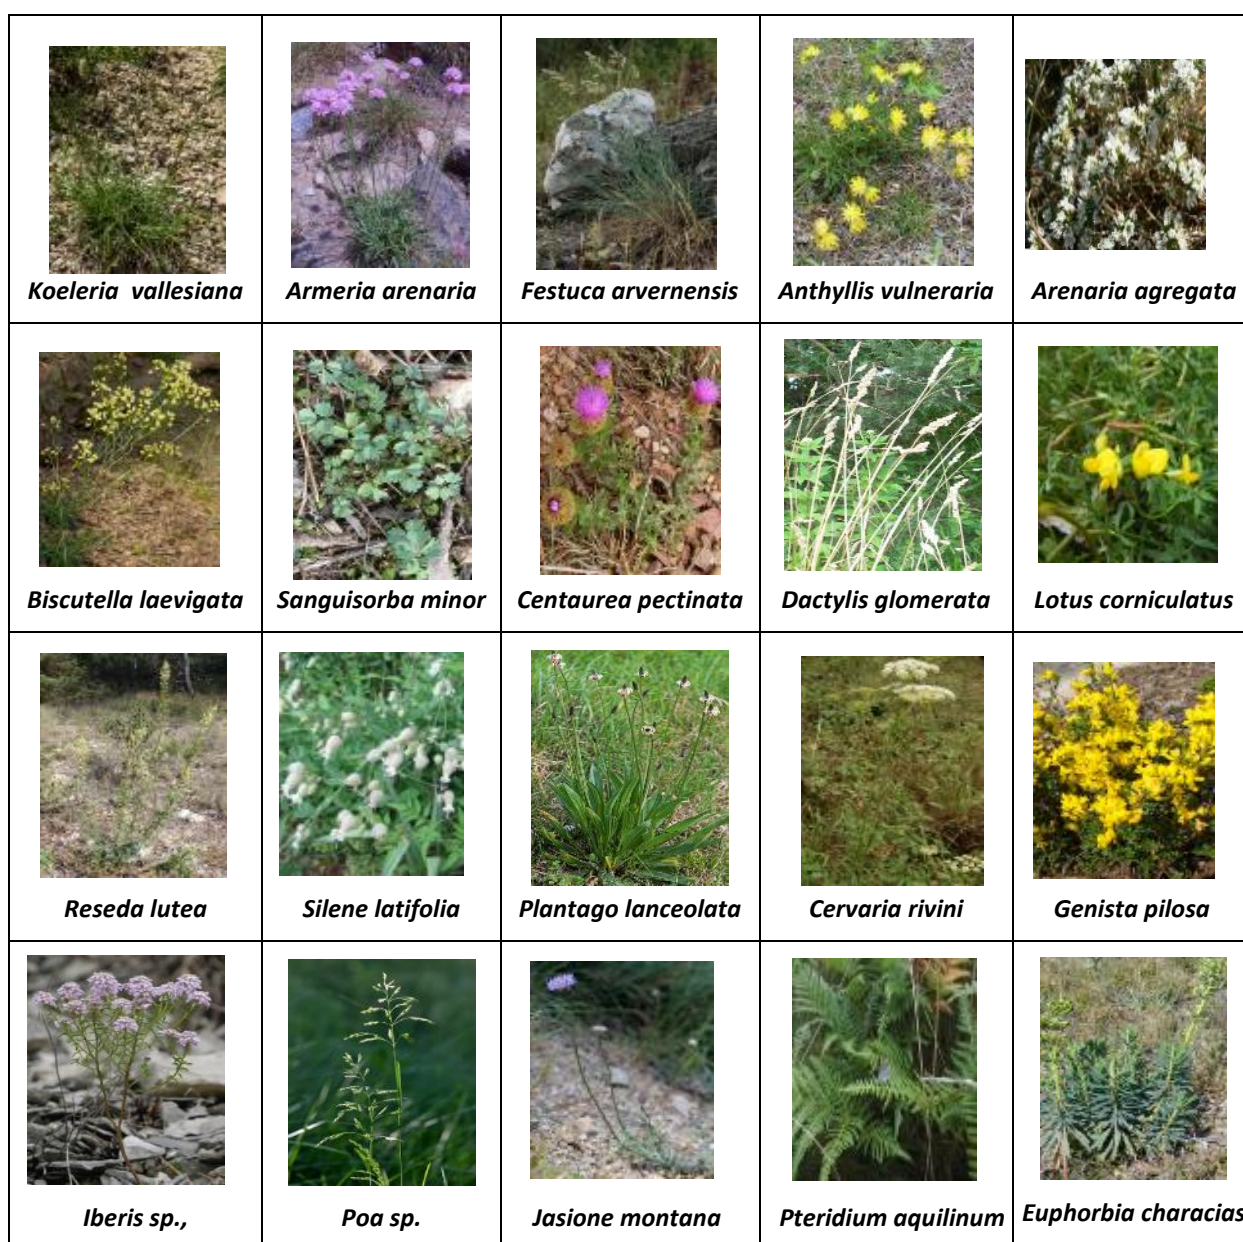 Koeleria vallesiana
Armeria arenaria
Festuca arvernensis
Anthyllis vulneraria
Arenaria agregata
Biscutella laevigata
Sanguisorba minor
Centaurea pectinata
Dactylis glomerata
Lotus corniculatus
Reseda lutea
Silene latifolia
Plantago lanceolata
Cervaria rivini
Genista pilosa
Iberis sp.,
Poa sp.
Jasione montana
Pteridium aquilinum
Euphorbia characias